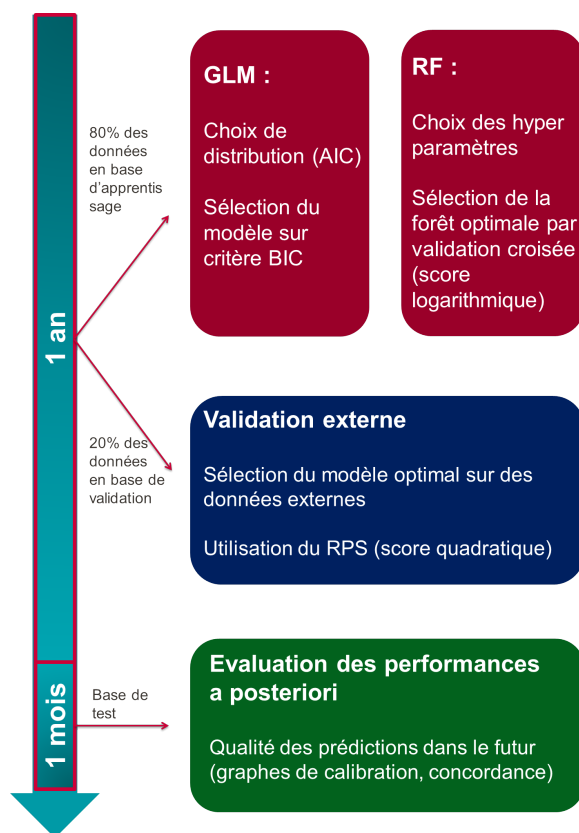 GLM :
Choix de
distribution (AIC)
Sélection du
modèle sur
critère BIC
RF :
Choix des hyper
paramètres
Sélection de la
forêt optimale par
validation croisée
(score
logarithmique)
80% des
données
en base
d'apprentis
sage
1 an
20% des
données
en base de
validation
Validation externe
Sélection du modèle optimal sur des
données externes
Utilisation du RPS (score quadratique)
1 mois
Base de
test
Evaluation des performances
a posteriori
Qualité des prédictions dans le futur
(graphes de calibration, concordance)